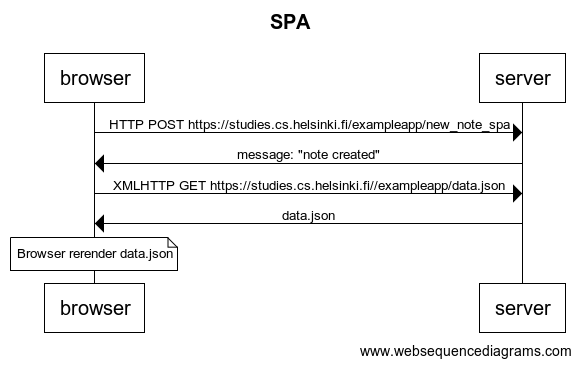 SPA
browser
server
HTTP POST https://studies.cs.helsinki.fi/exampleapp/new_note_spa
message: "note created"
XMLHTTP GET https://studies.cs.helsinki.fi//exampleapp/data.json
data.json
Browser rerender data.json
browser
server
www.websequencediagrams.com